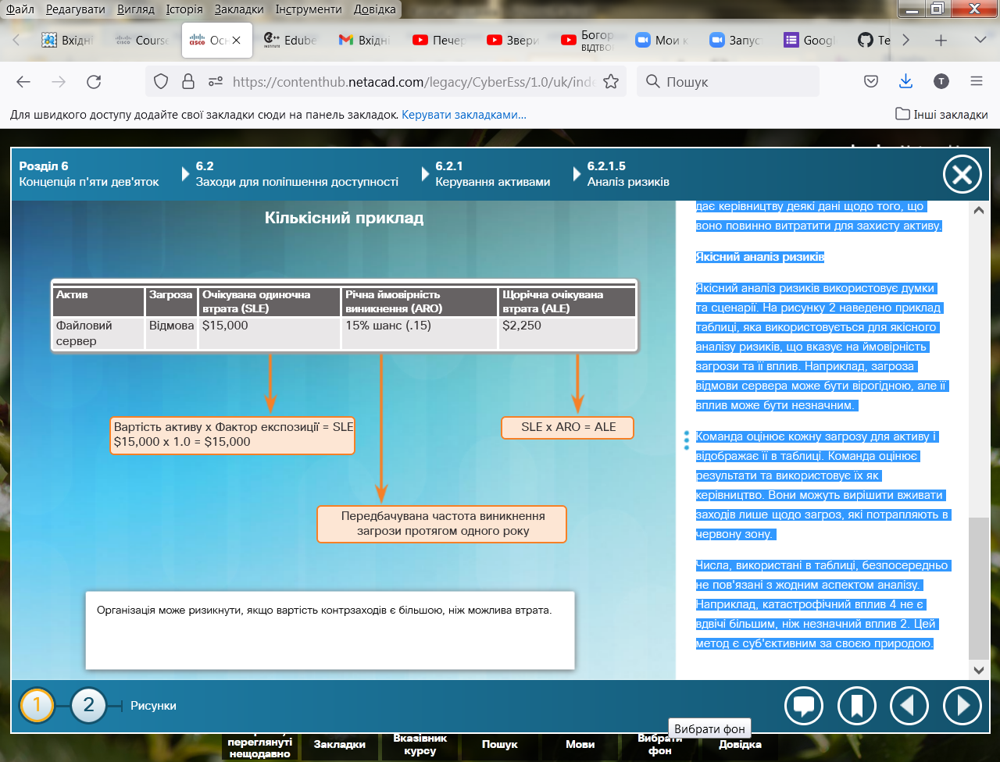 Файл Редагувати Вигляд Історія Закладки Інструменти Довідка
Вхідні
Course
Осн
Edube
Вхідні
Печер
Звери
Богор
ВІДТВО
Мои к
Запус
Googl
Te
https://contenthub.netacad.com/legacy/CyberEss/1.0/uk/inde
Пошук
T
Для швидкого доступу додайте свої закладки сюди на панель закладок. Керувати закладками…
Інші закладки
Розділ 6
Концепція п'яти дев'яток
6.2
Заходи для поліпшення доступності
6.2.1
Керування активами
6.2.1.5
Аналіз ризиків
Кількісний приклад
Актив
Загроза
Очікувана одиночна
втрата (SLE)
Річна ймовірність
виникнення (ARO)
Щорічна очікувана
втрата (ALE)
Файловий
сервер
Відмова
$15,000
15% шанс (.15)
$2,250
Вартість активу x Фактор експозиції = SLE
$15,000 x 1.0 = $15,000
SLE x ARO = ALE
Передбачувана частота виникнення
загрози протягом одного року
Організація може ризикнути, якщо вартість контрзаходів є більшою, ніж можлива втрата.
дає керівництву деякі дані щодо того, що
воно повинно витратити для захисту активу.
Якісний аналіз ризиків
Якісний аналіз ризиків використовує думки
та сценарії. На рисунку 2 наведено приклад
таблиці, яка використовується для якісного
аналізу ризиків, що вказує на ймовірність
загрози та її вплив. Наприклад, загроза
відмови сервера може бути вірогідною, але її
вплив може бути незначним.
Команда оцінює кожну загрозу для активу і
відображає її в таблиці. Команда оцінює
результати та використовує їх як
керівництво. Вони можуть вирішити вживати
заходів лише щодо загроз, які потрапляють в
червону зону.
Числа, використані в таблиці, безпосередньо
не пов'язані з жодним аспектом аналізу.
Наприклад, катастрофічний вплив 4 не є
вдвічі більшим, ніж незначний вплив 2. Цей
метод є суб'єктивним за своєю природою.
1
2
Рисунки
Вибрати фон
переглянуті
нещодавно
Закладки
Вказівник
курсу
Пошук
Мови
Вибрати
фон
Довідка